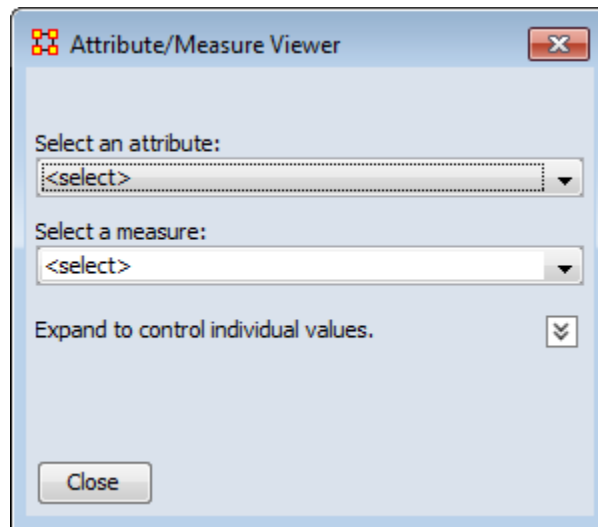 Attribute/Measure Viewer
Select an attribute:
<select>
Select a measure:
<select>
Expand to control individual values.
Close